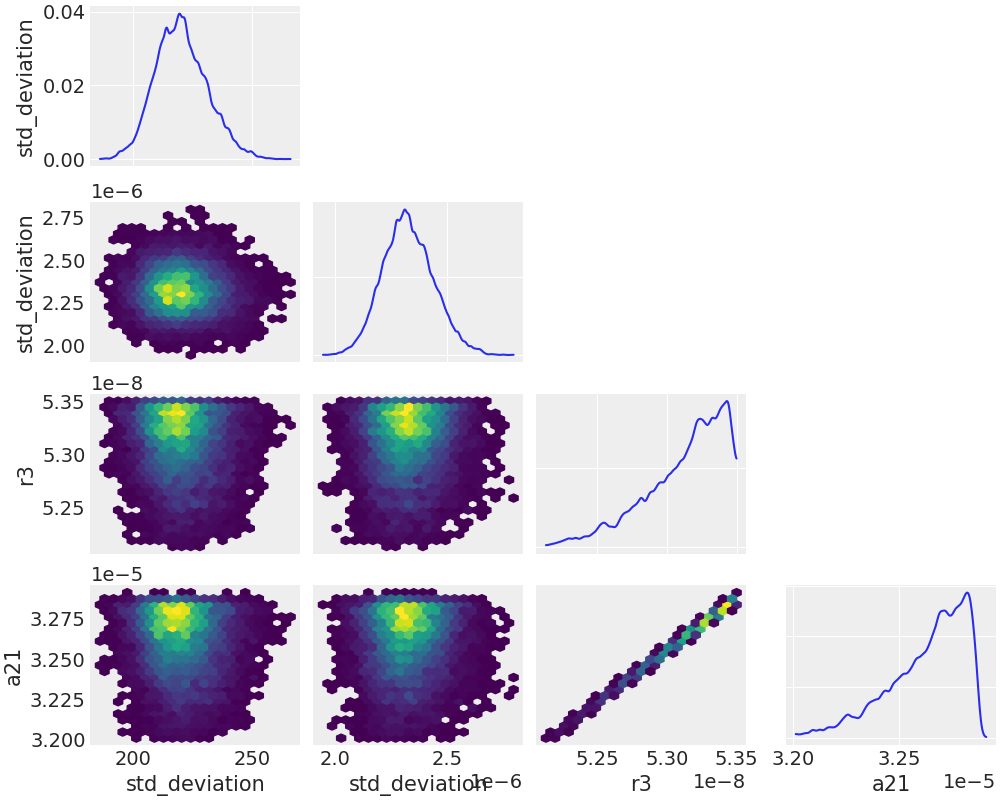 0.04
0.02
0.00
std_deviation
1e−6
2.75
2.50
2.25
2.00
std_deviation
1e−8
5.35
5.30
5.25
r3
1e−5
3.275
3.250
3.225
3.200
a21
200 250
std_deviation
2.0 2.5
1e−6
std_deviation
5.25 5.30 5.35
1e−8
r3
3.20 3.25
1e−5
a21